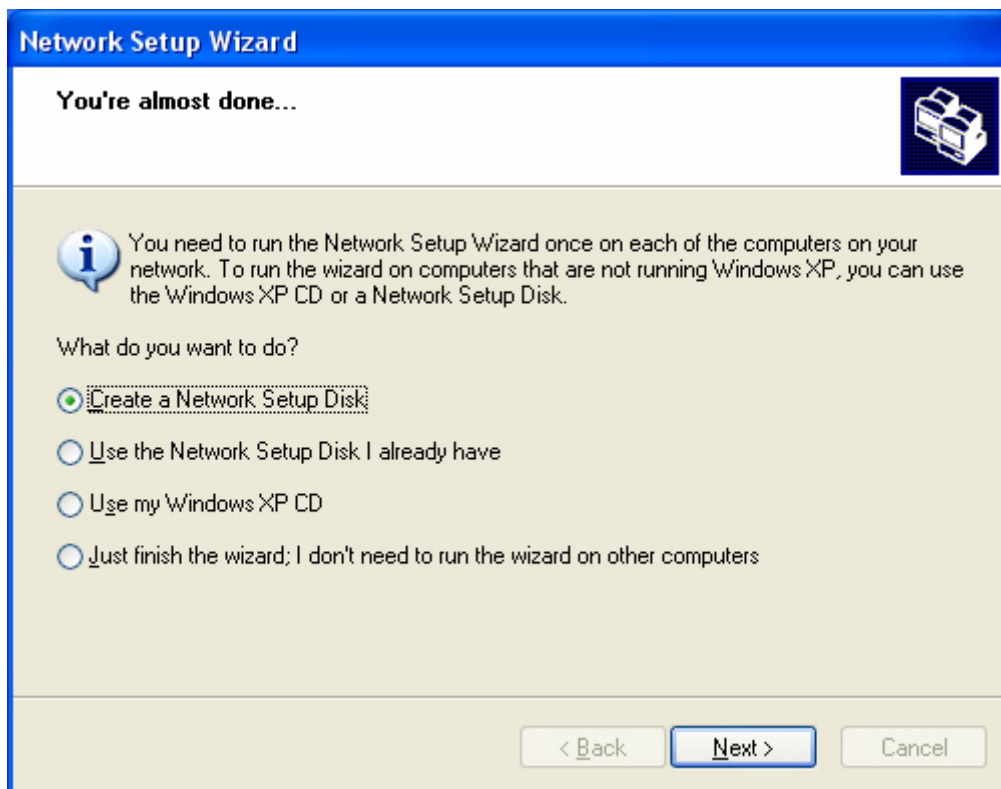 Network Setup Wizard
You're almost done...
You need to run the Network Setup Wizard once on each of the computers on your
network. To run the wizard on computers that are not running Windows XP, you can use
the Windows XP CD or a Network Setup Disk.
What do you want to do?
Create a Network Setup Disk
Use the Network Setup Disk I already have
Use my Windows XP CD
Just finish the wizard; I don't need to run the wizard on other computers
< Back Next > Cancel